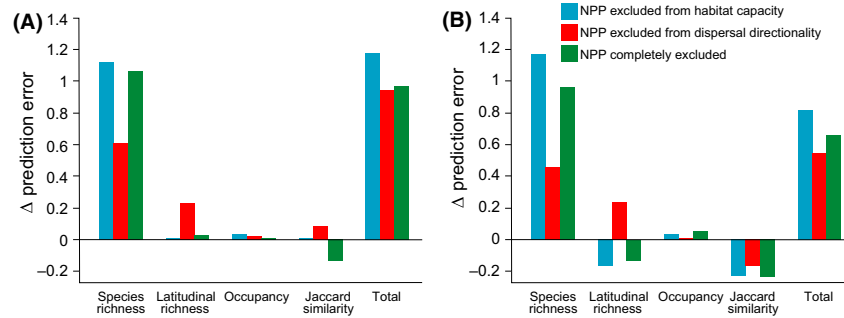 (A)
Δ prediction error
1.4
1.2
1
0.8
0.6
0.4
0.2
0
–0.2
Species richness
Latitudinal richness
Occupancy
Jaccard similarity
Total
(B)
Δ prediction error
1.4
1.2
1
0.8
0.6
0.4
0.2
0
–0.2
NPP excluded from habitat capacity
NPP excluded from dispersal directionality
NPP completely excluded
Species richness
Latitudinal richness
Occupancy
Jaccard similarity
Total